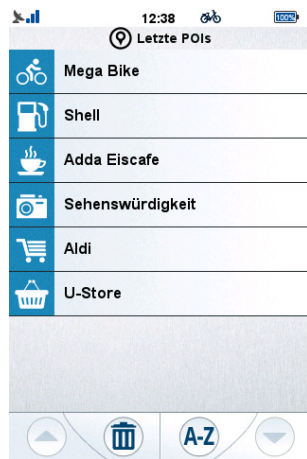 12:38
100%
Letzte POIs
Mega Bike
Shell
Adda Eiscafe
Sehenswürdigkeit
Aldi
U-Store
A-Z